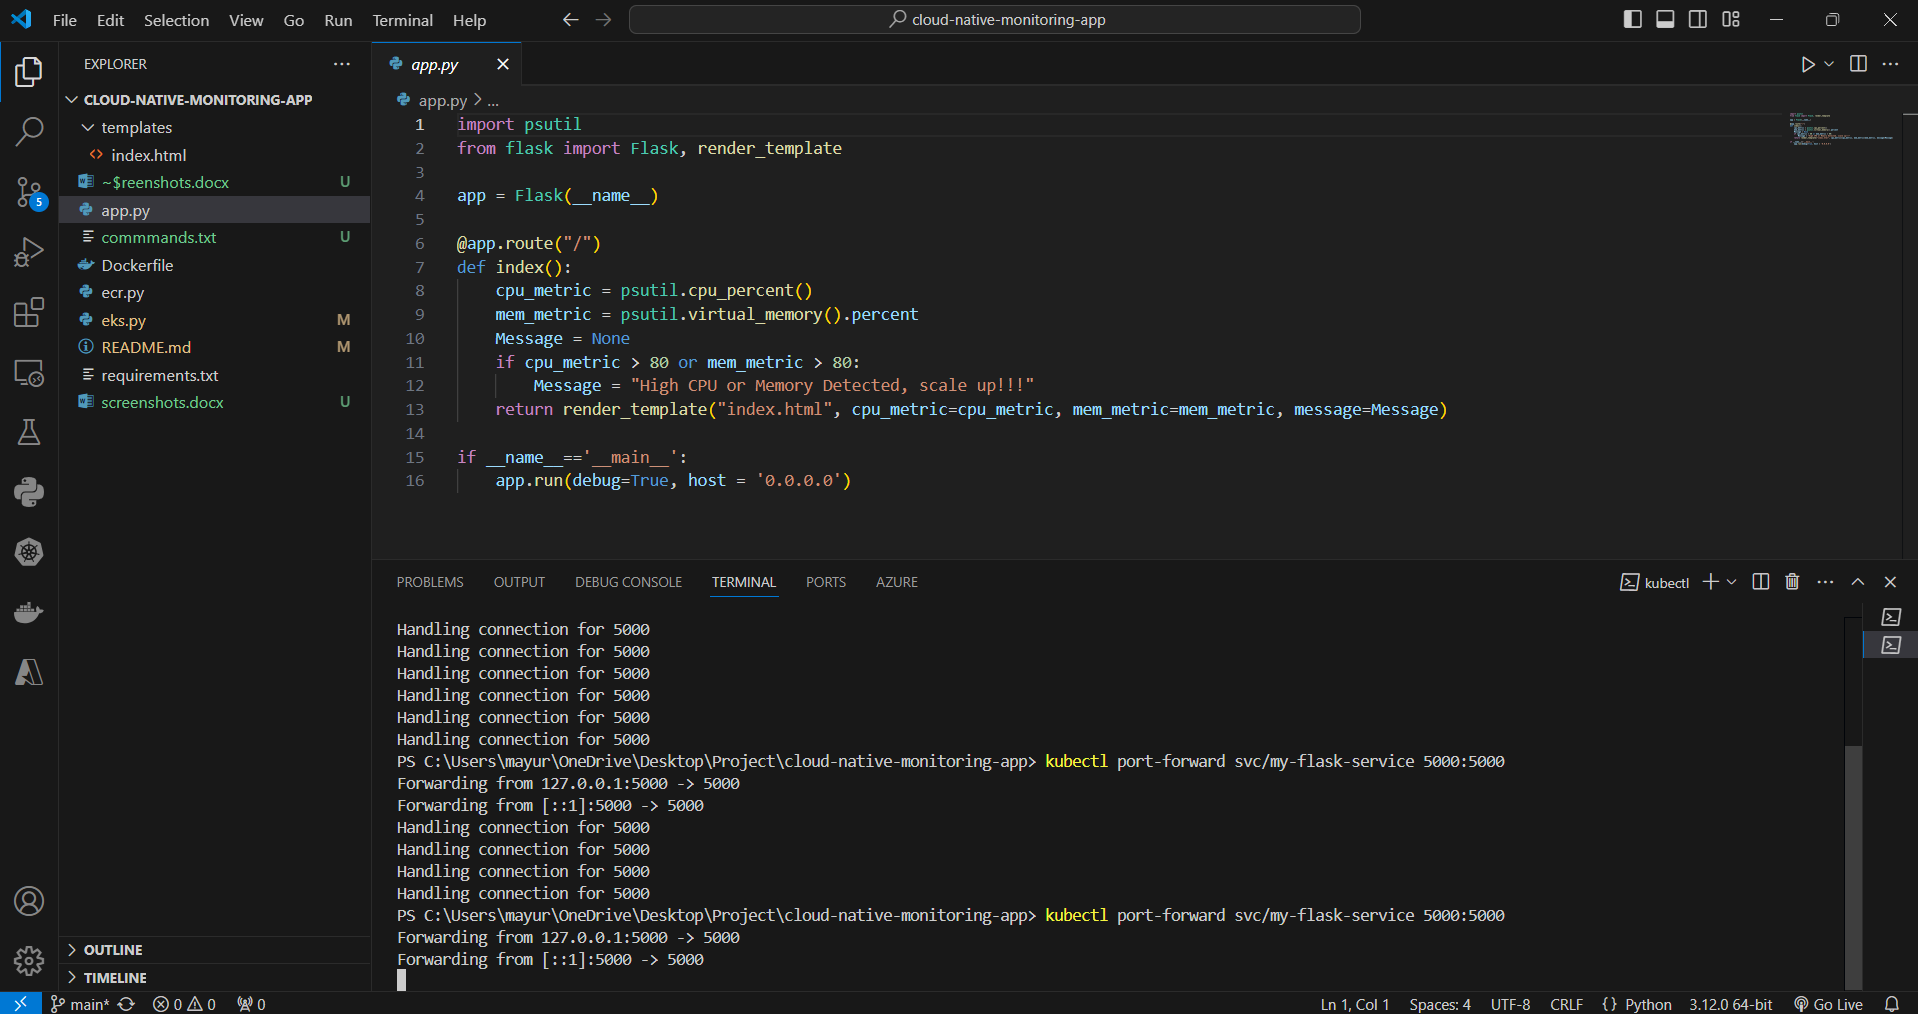 File Edit Selection View Go Run Terminal Help
cloud-native-monitoring-app
EXPLORER
CLOUD-NATIVE-MONITORING-APP
templates
index.html
~$reenshots.docx U
app.py
commmands.txt U
Dockerfile
ecr.py
eks.py M
README.md M
requirements.txt
screenshots.docx U
5
OUTLINE
TIMELINE
app.py
app.py > ...
1 import psutil
2 from flask import Flask, render_template
3
4 app = Flask(__name__)
5
6 @app.route("/")
7 def index():
8 cpu_metric = psutil.cpu_percent()
9 mem_metric = psutil.virtual_memory().percent
10 Message = None
11 if cpu_metric > 80 or mem_metric > 80:
12 Message = "High CPU or Memory Detected, scale up!!!"
13 return render_template("index.html", cpu_metric=cpu_metric, mem_metric=mem_metric, message=Message)
14
15 if __name__=='__main__':
16 app.run(debug=True, host = '0.0.0.0')
PROBLEMS OUTPUT DEBUG CONSOLE TERMINAL PORTS AZURE
kubectl
Handling connection for 5000
Handling connection for 5000
Handling connection for 5000
Handling connection for 5000
Handling connection for 5000
Handling connection for 5000
PS C:\Users\mayur\OneDrive\Desktop\Project\cloud-native-monitoring-app> kubectl port-forward svc/my-flask-service 5000:5000
Forwarding from 127.0.0.1:5000 -> 5000
Forwarding from [::1]:5000 -> 5000
Handling connection for 5000
Handling connection for 5000
Handling connection for 5000
Handling connection for 5000
PS C:\Users\mayur\OneDrive\Desktop\Project\cloud-native-monitoring-app> kubectl port-forward svc/my-flask-service 5000:5000
Forwarding from 127.0.0.1:5000 -> 5000
Forwarding from [::1]:5000 -> 5000
main* 0 0 0
Ln 1, Col 1 Spaces: 4 UTF-8 CRLF {} Python 3.12.0 64-bit Go Live